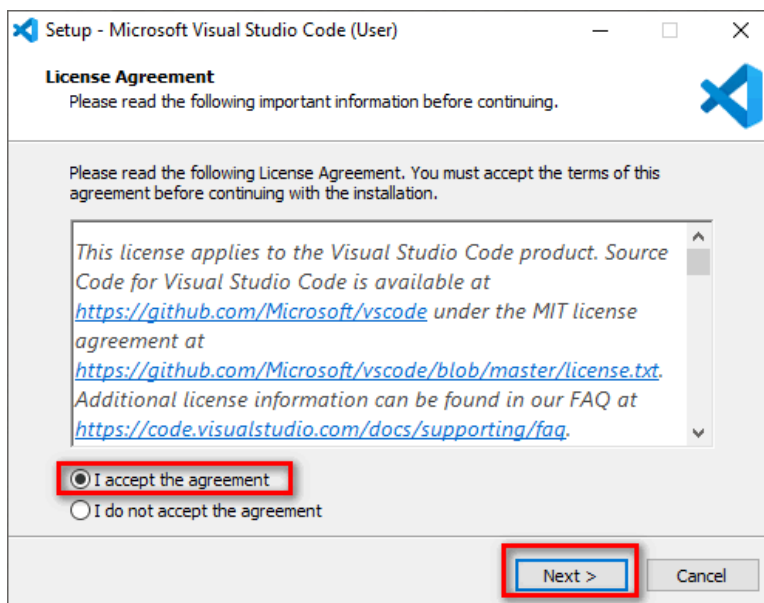 Setup - Microsoft Visual Studio Code (User)
License Agreement
Please read the following important information before continuing.
Please read the following License Agreement. You must accept the terms of this
agreement before continuing with the installation.
This license applies to the Visual Studio Code product. Source
Code for Visual Studio Code is available at
https://github.com/Microsoft/vscode under the MIT license
agreement at
https://github.com/Microsoft/vscode/blob/master/license.txt.
Additional license information can be found in our FAQ at
https://code.visualstudio.com/docs/supporting/faq.
I accept the agreement
I do not accept the agreement
Next > Cancel